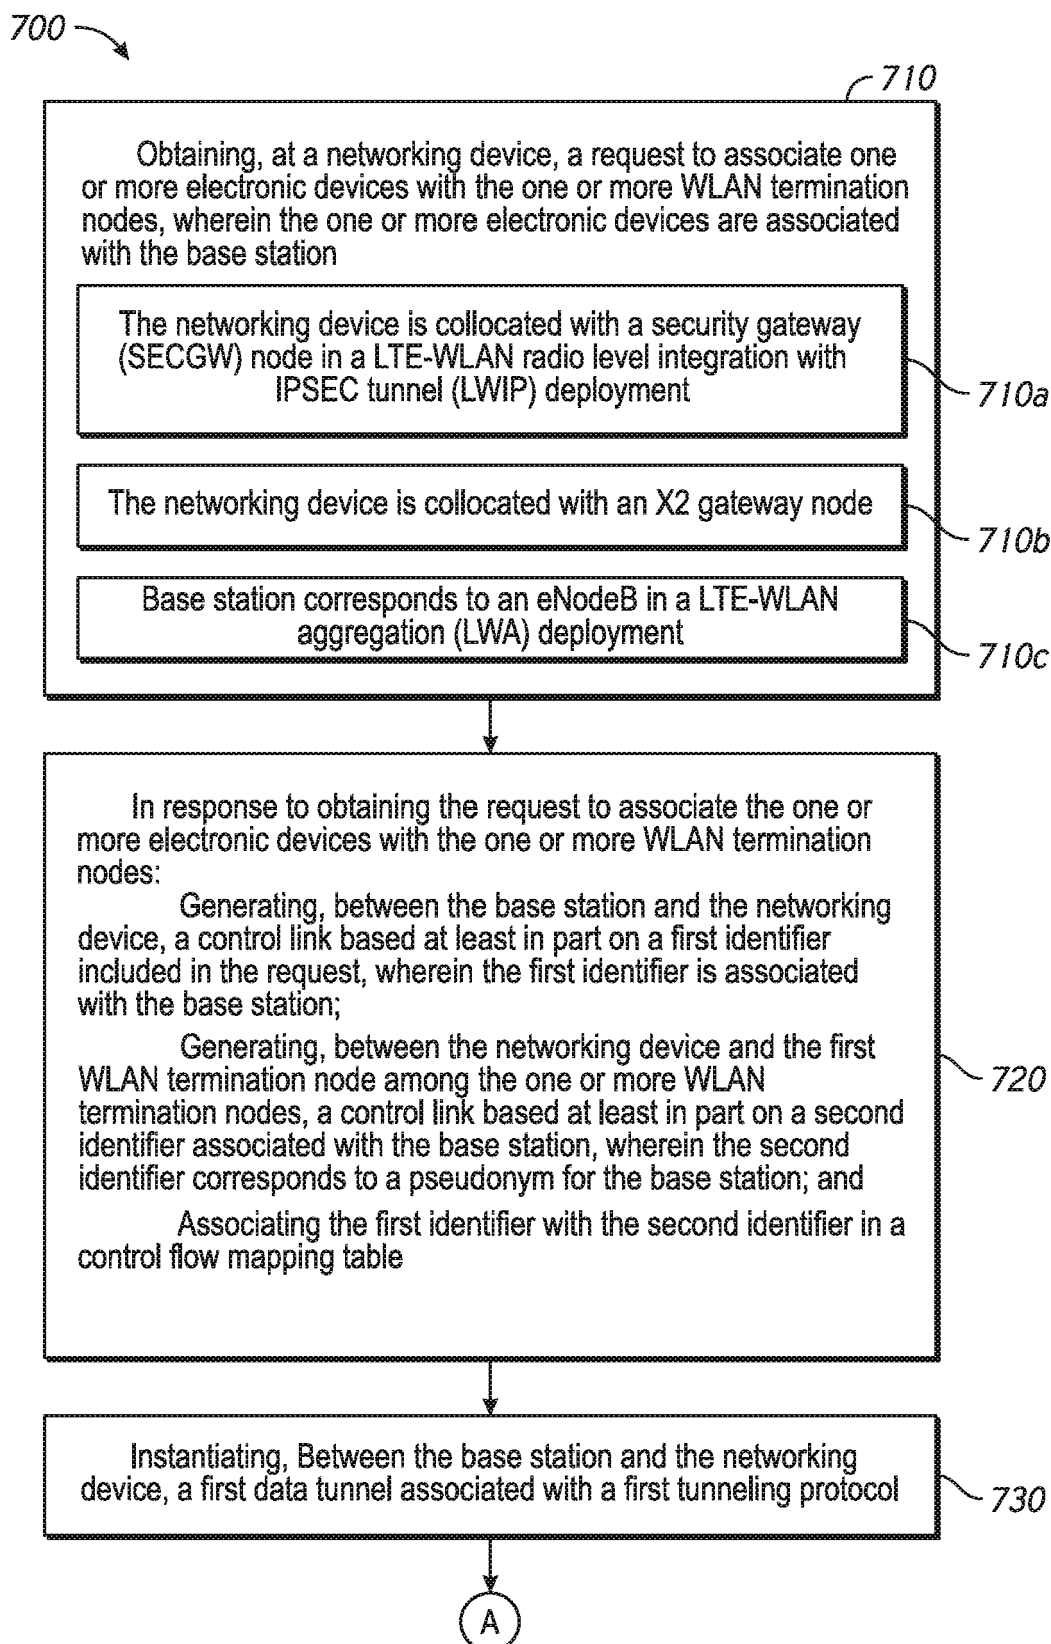 700
710
Obtaining, at a networking device, a request to associate one
or more electronic devices with the one or more WLAN termination
nodes, wherein the one or more electronic devices are associated
with the base station
The networking device is collocated with a security gateway
(SECGW) node in a LTE-WLAN radio level integration with
IPSEC tunnel (LWIP) deployment
710a
The networking device is collocated with an X2 gateway node
710b
Base station corresponds to an eNodeB in a LTE-WLAN
aggregation (LWA) deployment
710c
In response to obtaining the request to associate the one or
more electronic devices with the one or more WLAN termination
nodes:
Generating, between the base station and the networking
device, a control link based at least in part on a first identifier
included in the request, wherein the first identifier is associated
with the base station;
Generating, between the networking device and the first
WLAN termination node among the one or more WLAN
termination nodes, a control link based at least in part on a second
identifier associated with the base station, wherein the second
identifier corresponds to a pseudonym for the base station; and
Associating the first identifier with the second identifier in a
control flow mapping table
720
Instantiating, Between the base station and the networking
device, a first data tunnel associated with a first tunneling protocol
730
A